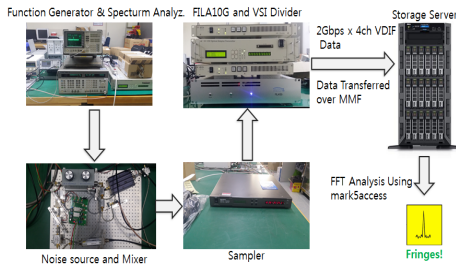 Function Generator & Specturm Analyz.
FILA10G and VSI Divider
2Gbps x 4ch VDIF
Data
Storage Server
Data Transferred
over MMF
FFT Analysis Using
mark5access
Fringes!
Noise source and Mixer
Sampler